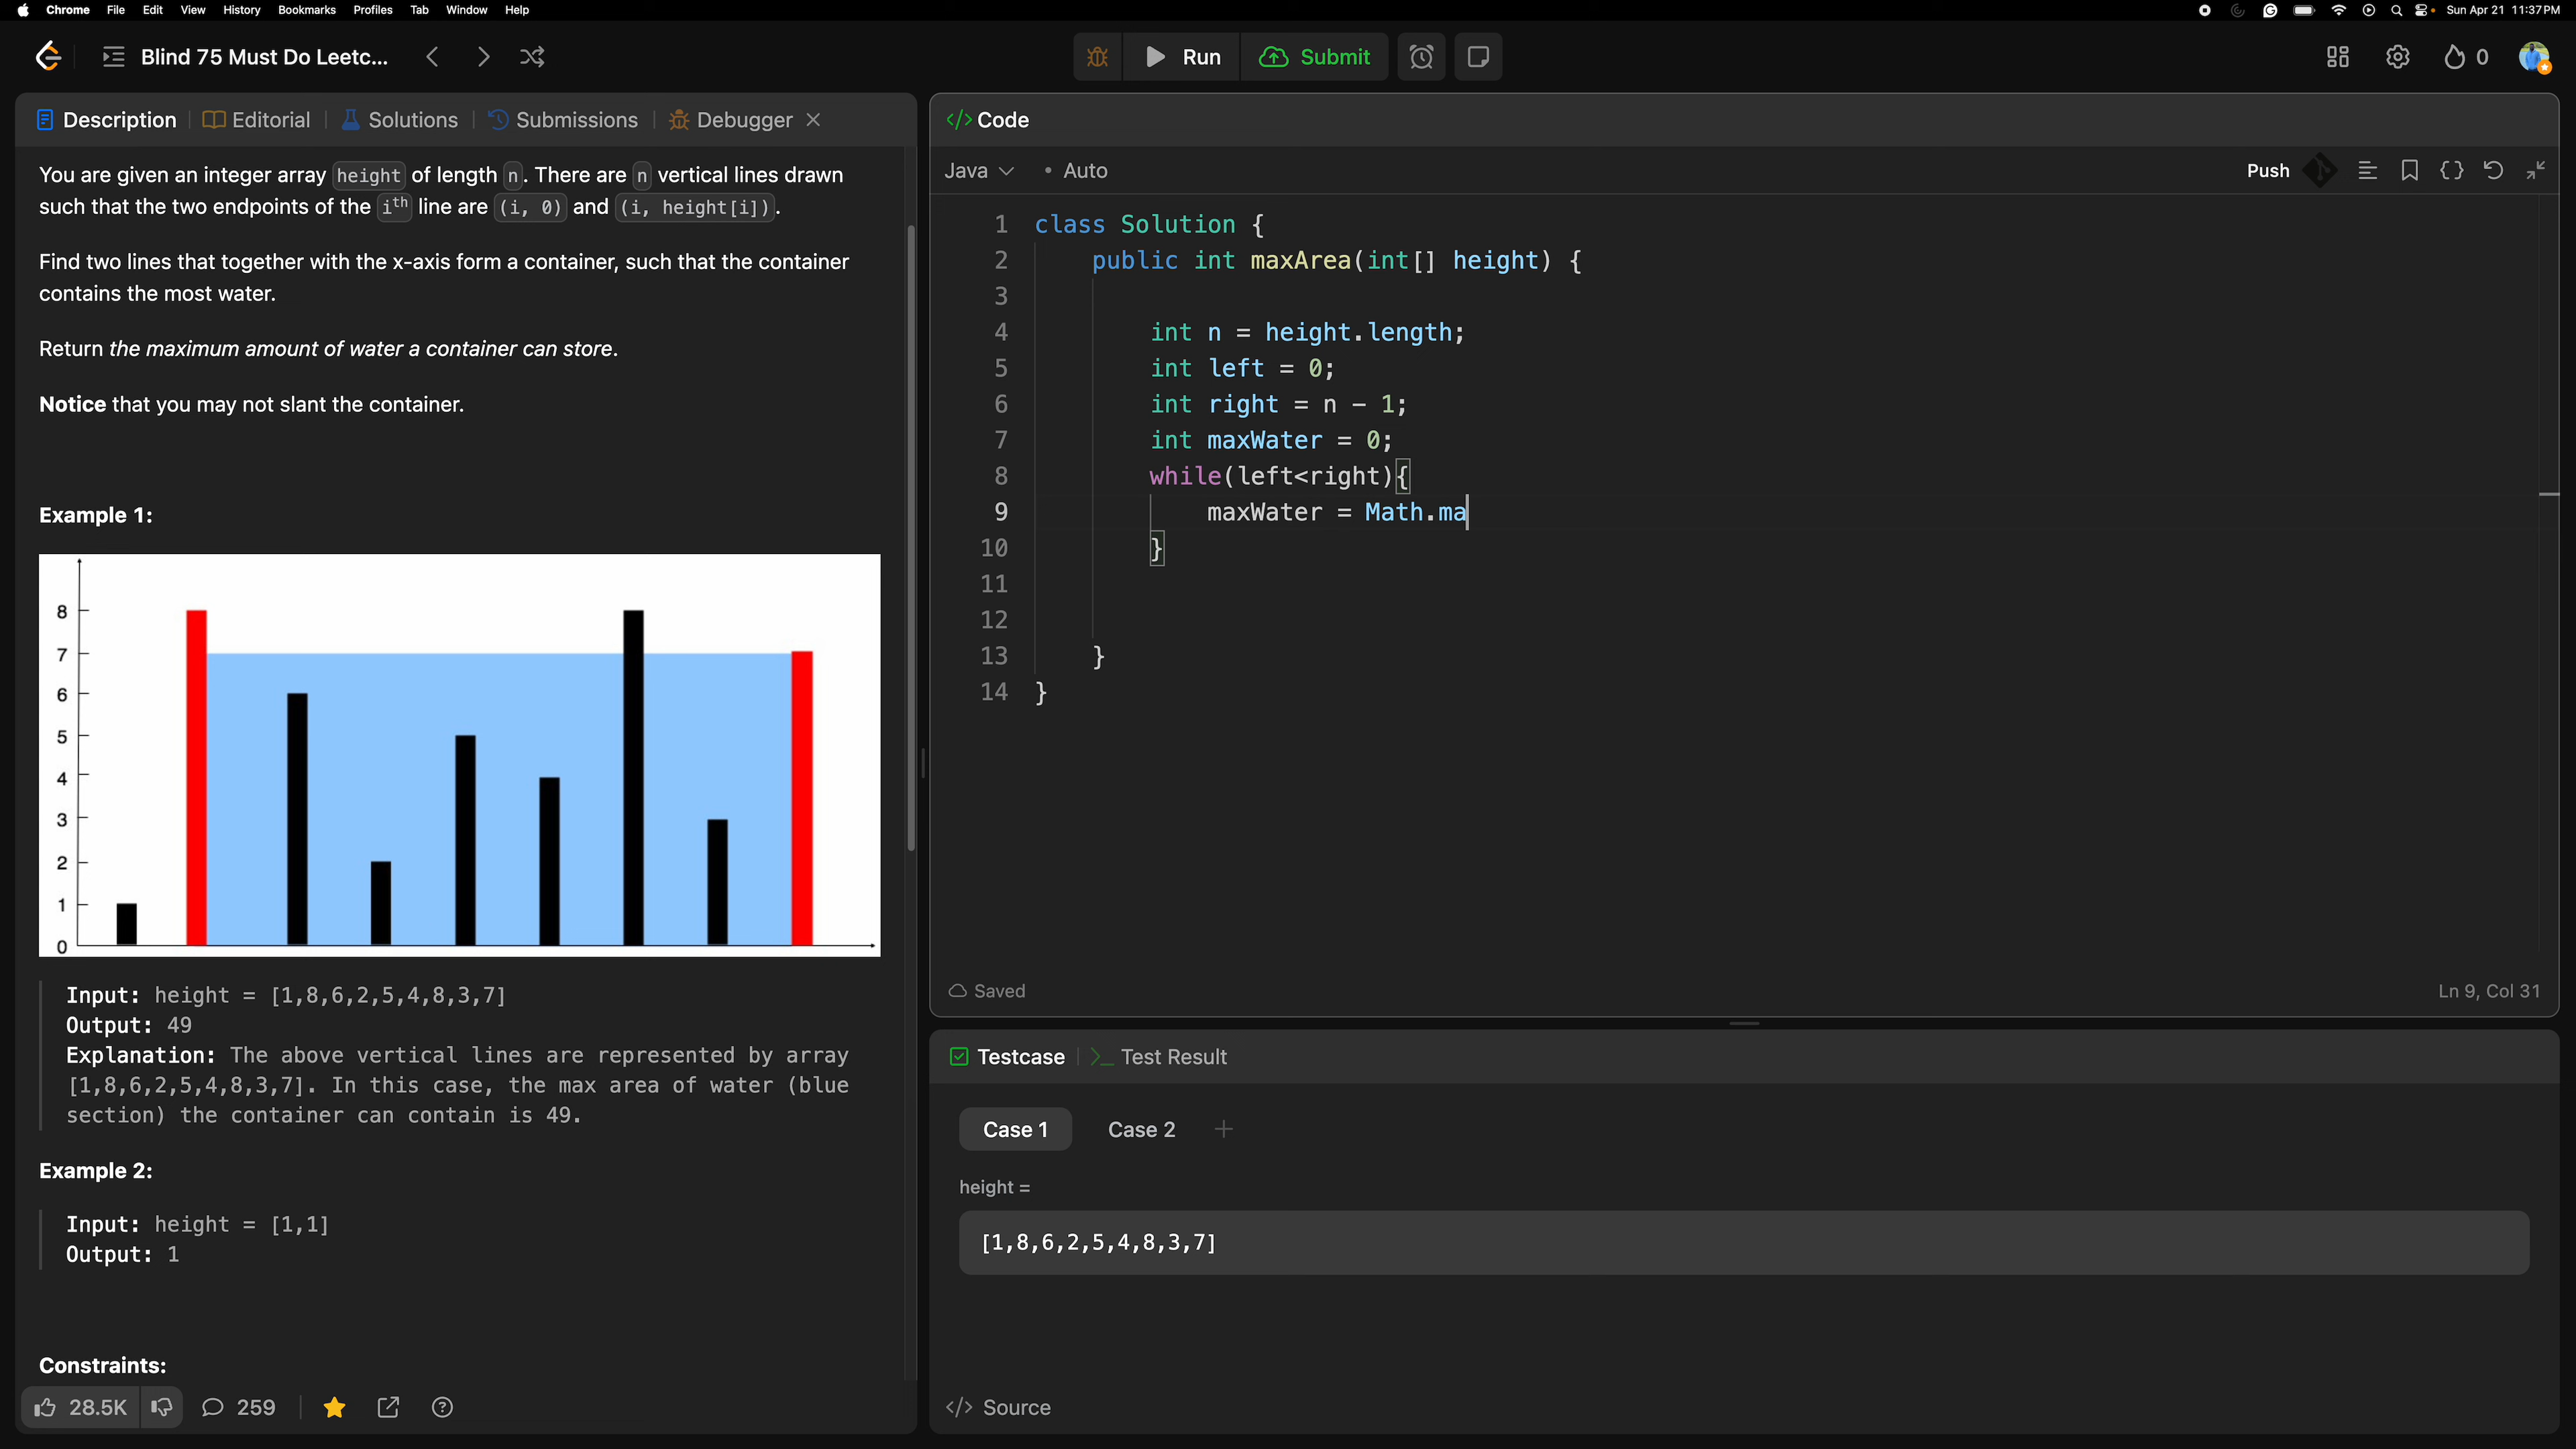 Chrome File Edit View History Bookmarks Profiles Tab Window Help Sun Apr 21 11:37 PM
Blind 75 Must Do Leetc... Run Submit 0
Description Editorial Solutions Submissions Debugger
You are given an integer array height of length n. There are n vertical lines drawn
such that the two endpoints of the ith line are (i, 0) and (i, height[i]).
Find two lines that together with the x-axis form a container, such that the container
contains the most water.
Return the maximum amount of water a container can store.
Notice that you may not slant the container.
Example 1:
8
7
6
5
4
3
2
1
0
Input: height = [1,8,6,2,5,4,8,3,7]
Output: 49
Explanation: The above vertical lines are represented by array
[1,8,6,2,5,4,8,3,7]. In this case, the max area of water (blue
section) the container can contain is 49.
Example 2:
Input: height = [1,1]
Output: 1
Constraints:
28.5K 259
</> Code
Java • Auto Push
1 class Solution {
2 public int maxArea(int[] height) {
3
4 int n = height.length;
5 int left = 0;
6 int right = n - 1;
7 int maxWater = 0;
8 while(left<right){
9 maxWater = Math.ma
10 }
11
12
13 }
14 }
Saved Ln 9, Col 31
Testcase >_ Test Result
Case 1 Case 2 +
height =
[1,8,6,2,5,4,8,3,7]
</> Source